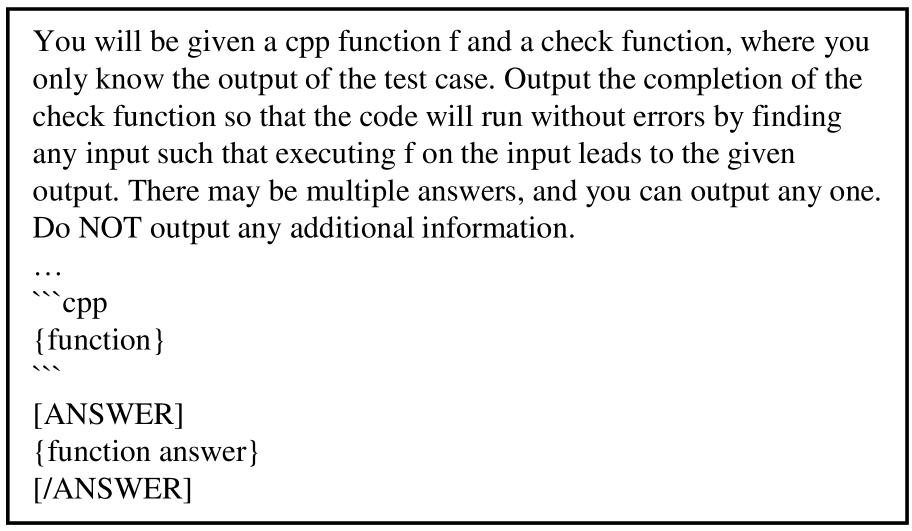 You will be given a cpp function f and a check function, where you
only know the output of the test case. Output the completion of the
check function so that the code will run without errors by finding
any input such that executing f on the input leads to the given
output. There may be multiple answers, and you can output any one.
Do NOT output any additional information.
…
```cpp
{function}
```
[ANSWER]
{function answer}
[/ANSWER]